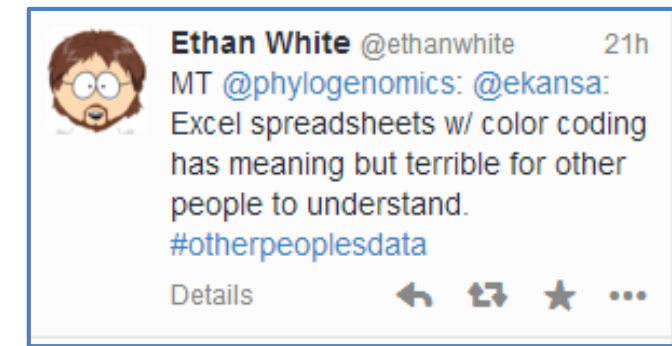 Ethan White @ethanwhite 21h
MT @phylogenomics: @ekansa:
Excel spreadsheets w/ color coding
has meaning but terrible for other
people to understand.
#otherpeoplesdata
Details